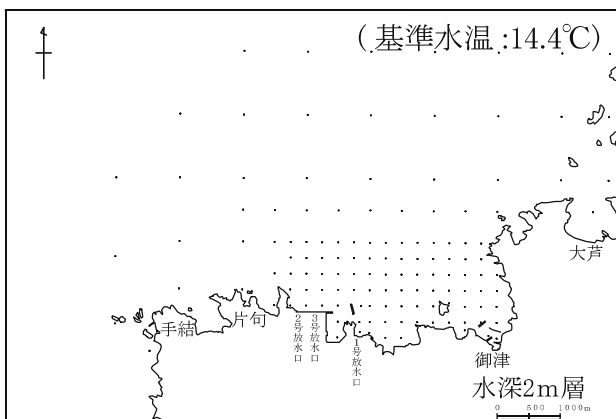 (基準水温:14.4℃)
大芦
手結
片句
2号放水口
3号放水口
1号放水口
御津
水深2m層
0 500 1000m